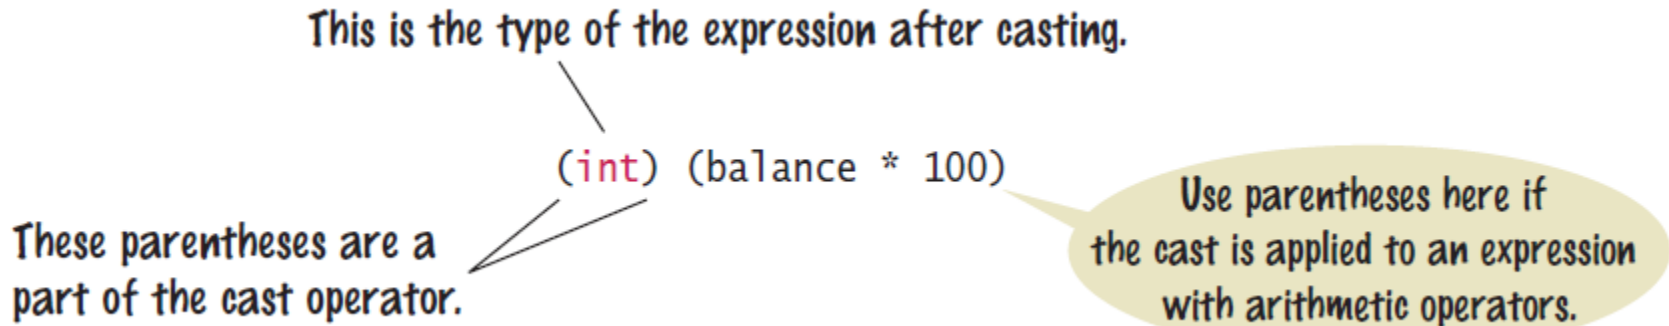 This is the type of the expression after casting.
(int) (balance * 100)
These parentheses are a
part of the cast operator.
Use parentheses here if
the cast is applied to an expression
with arithmetic operators.